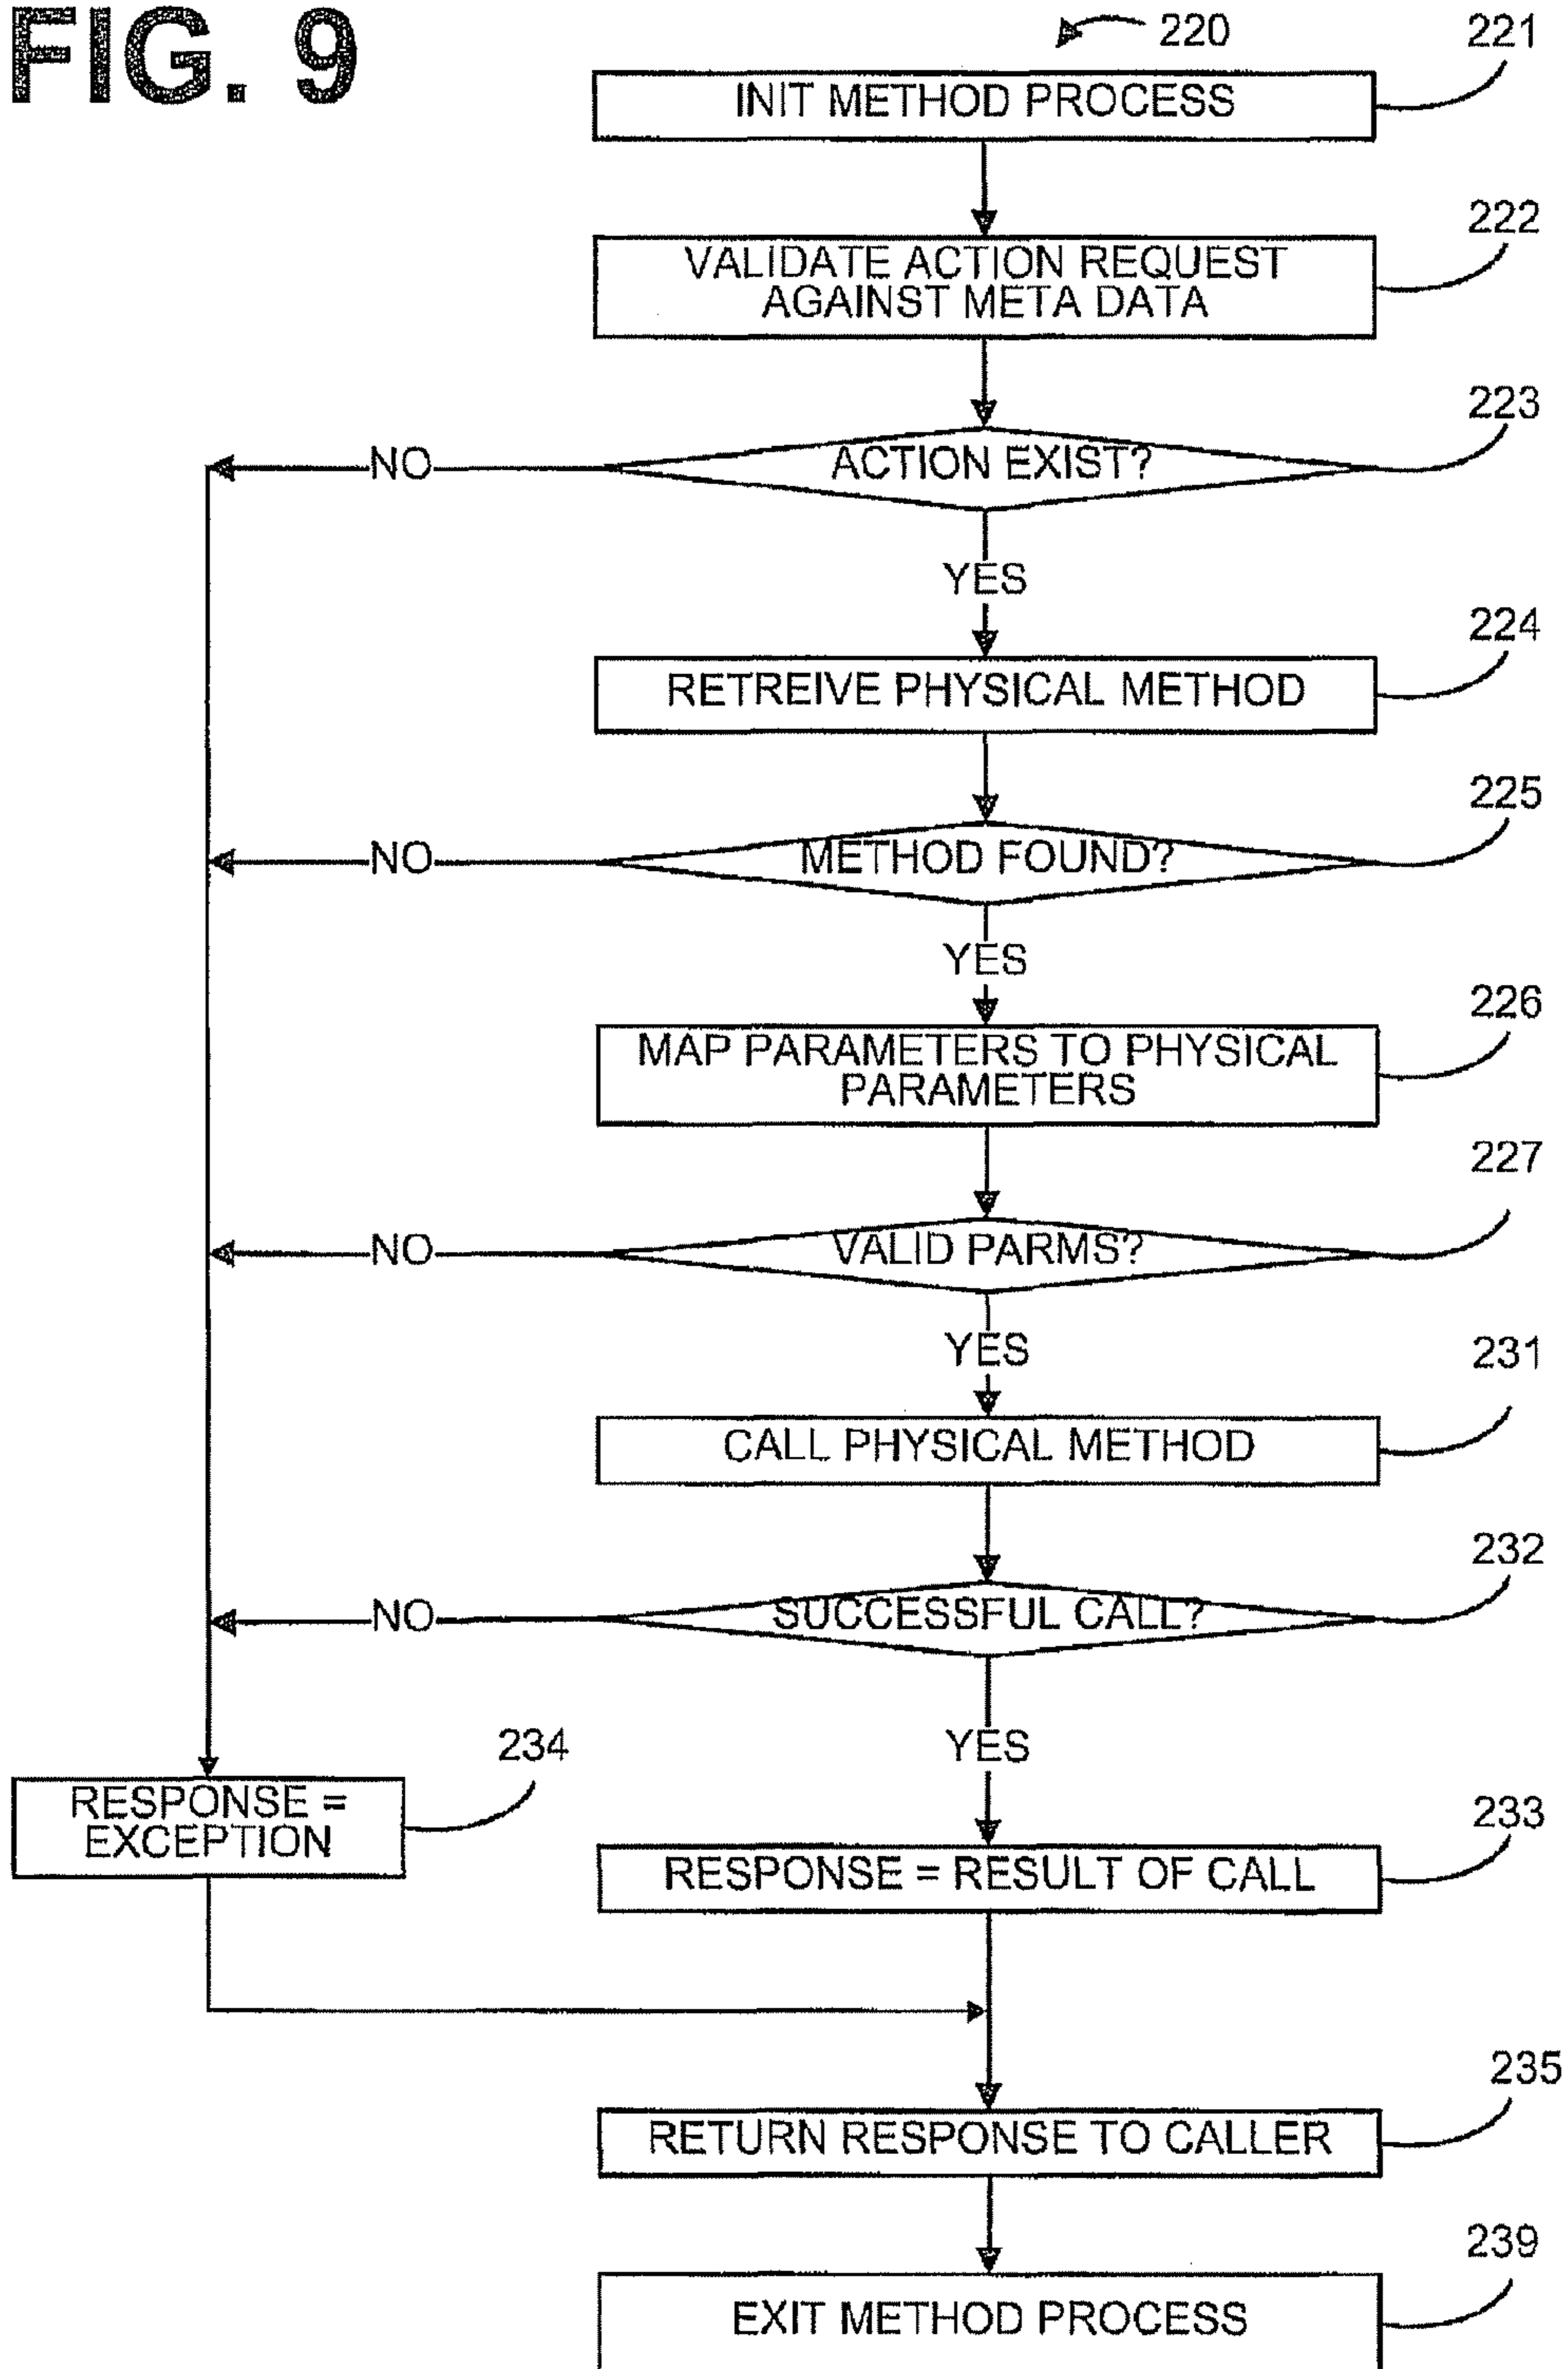 FIG. 9
220
221
INIT METHOD PROCESS
222
VALIDATE ACTION REQUEST
AGAINST META DATA
223
NO
ACTION EXIST?
YES
224
RETREIVE PHYSICAL METHOD
225
NO
METHOD FOUND?
YES
226
MAP PARAMETERS TO PHYSICAL
PARAMETERS
227
NO
VALID PARMS?
YES
231
CALL PHYSICAL METHOD
232
NO
SUCCESSFUL CALL?
YES
234
RESPONSE =
EXCEPTION
233
RESPONSE = RESULT OF CALL
235
RETURN RESPONSE TO CALLER
239
EXIT METHOD PROCESS